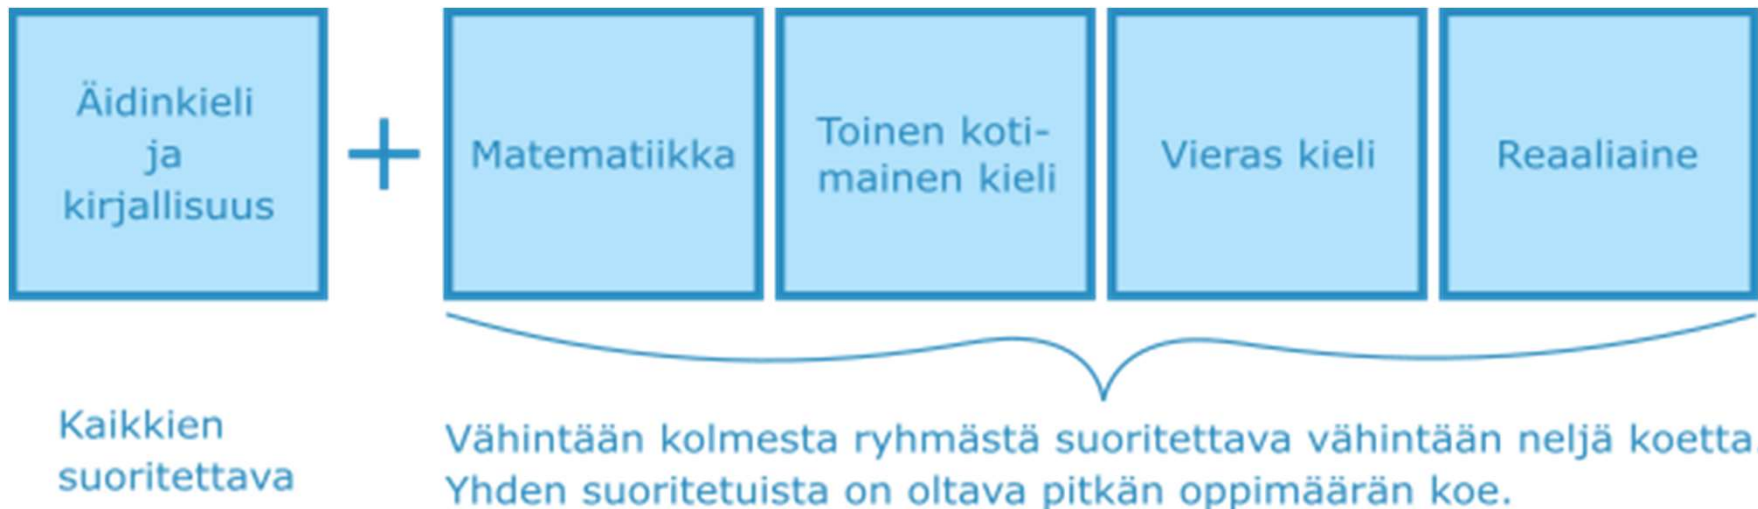 Äidinkieli
ja
kirjallisuus
+
Matematiikka
Toinen koti-
mainen kieli
Vieras kieli
Reaaliaine
Kaikkien
suoritettava
Vähintään kolmesta ryhmästä suoritettava vähintään neljä koetta.
Yhden suoritetuista on oltava pitkän oppimäärän koe.